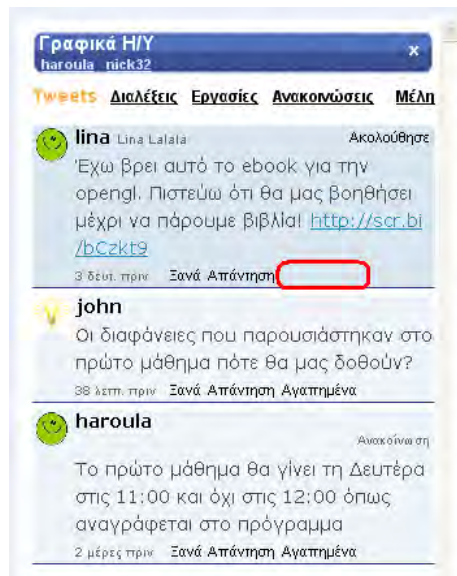 Γραφικά Η/Υ x
haroula nick32
Tweets Διαλέξεις Εργασίες Ανακοινώσεις Μέλη
lina Lina Lalala Ακολούθησε
Έχω βρει αυτό το ebook για την
opengl. Πιστεύω ότι θα μας βοηθήσει
μέχρι να πάρουμε βιβλία! http://scr.bi
/bCzkt9
3 δευτ. πριν Ξανά Απάντηση
john
Οι διαφάνειες που παρουσιάστηκαν στο
πρώτο μάθημα πότε θα μας δοθούν?
38 λεπτ. πριν Ξανά Απάντηση Αγαπημένα
haroula
Ανακοίνωση
Το πρώτο μάθημα θα γίνει τη Δευτέρα
στις 11:00 και όχι στις 12:00 όπως
αναγράφεται στο πρόγραμμα
2 μέρες πριν Ξανά Απάντηση Αγαπημένα